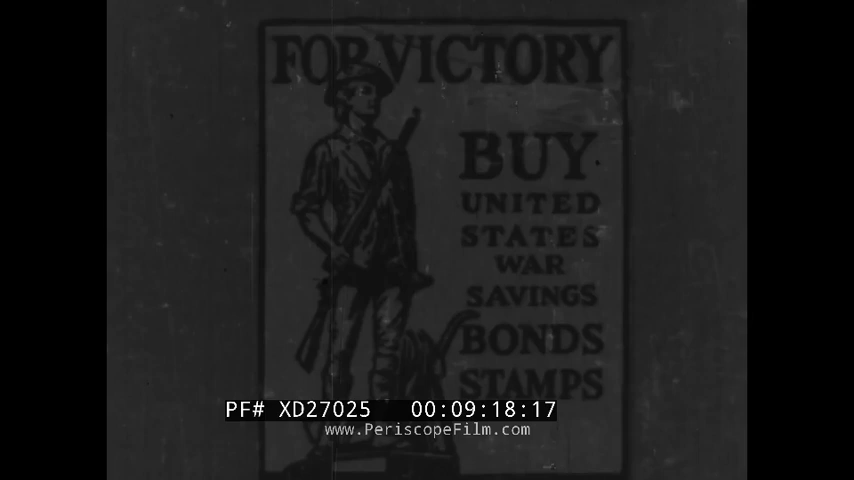 FOR VICTORY
BUY
UNITED
STATES
WAR
SAVINGS
BONDS
STAMPS
PF# XD27025 00:09:18:17
www.PeriscopeFilm.com